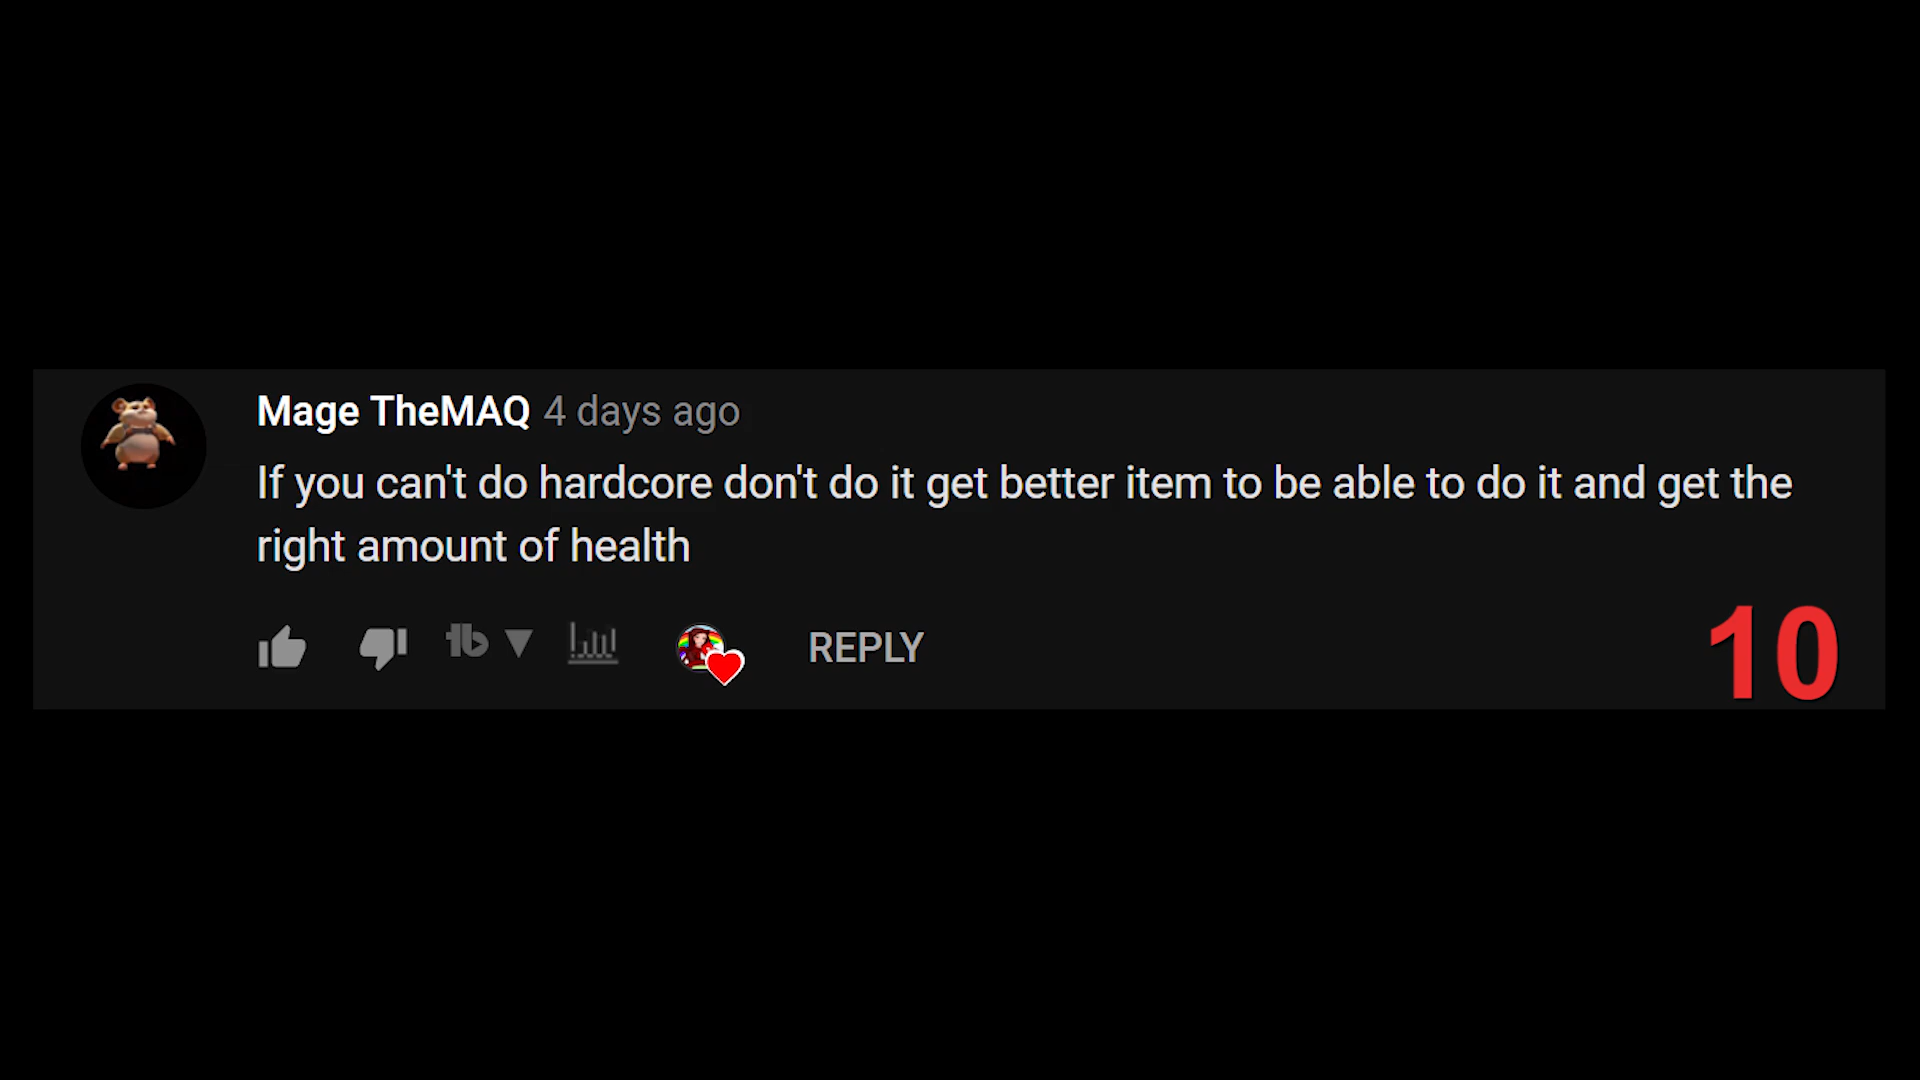 Mage TheMAQ 4 days ago
If you can't do hardcore don't do it get better item to be able to do it and get the
right amount of health
tb REPLY
10